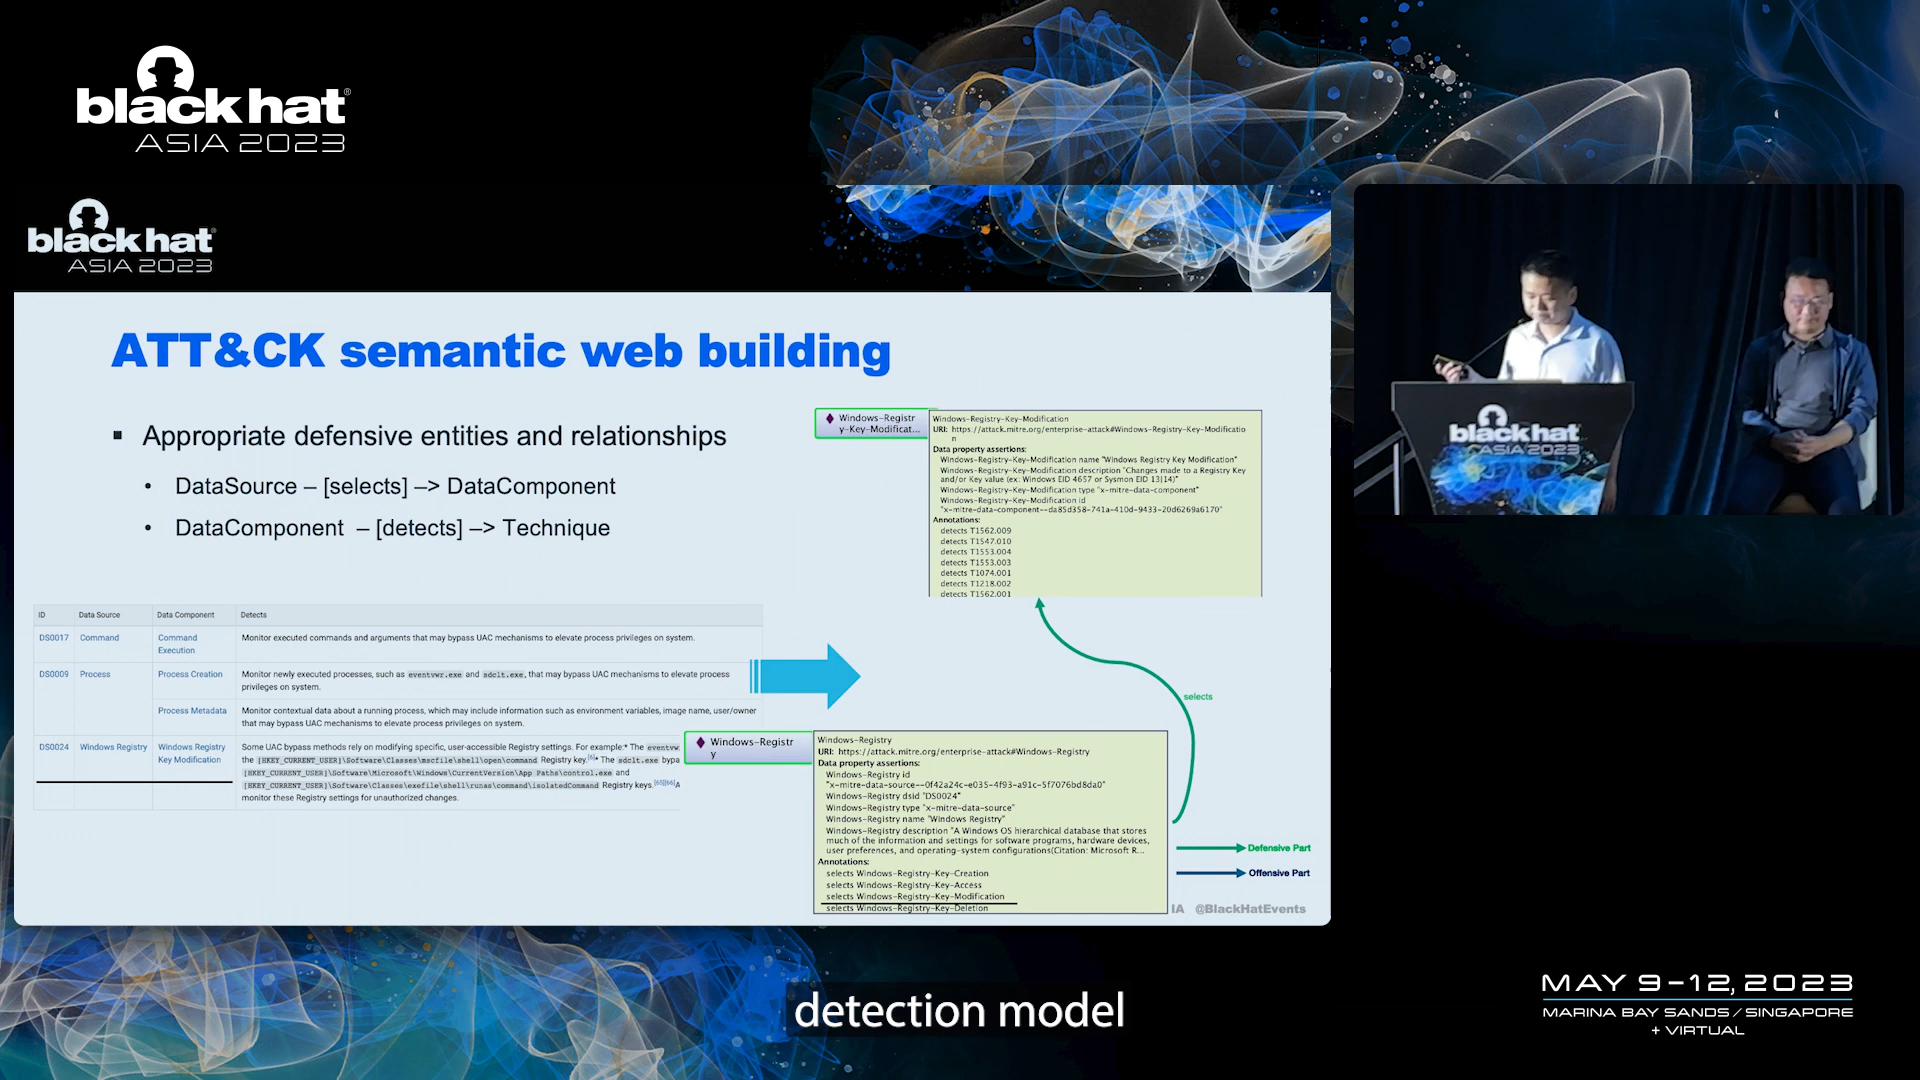 black hat®
ASIA 2023
black hat®
ASIA 2023
ATT&CK semantic web building
▪ Appropriate defensive entities and relationships
• DataSource – [selects] –> DataComponent
• DataComponent – [detects] –> Technique
ID Data Source Data Component Detects
DS0017 Command Command Execution Monitor executed commands and arguments that may bypass UAC mechanisms to elevate process privileges on system.
DS0009 Process Process Creation Monitor newly executed processes, such as eventvwr.exe and sdclt.exe, that may bypass UAC mechanisms to elevate process
privileges on system.
Process Metadata Monitor contextual data about a running process, which may include information such as environment variables, image name, user/owner
that may bypass UAC mechanisms to elevate process privileges on system.
DS0024 Windows Registry Windows Registry Key Modification Some UAC bypass methods rely on modifying specific, user-accessible Registry settings. For example:* The eventvw
the [HKEY_CURRENT_USER]\Software\Classes\mscfile\shell\open\command Registry key.[6]* The sdclt.exe bypa
[HKEY_CURRENT_USER]\Software\Microsoft\Windows\CurrentVersion\App Paths\control.exe and
[HKEY_CURRENT_USER]\Software\Classes\exefile\shell\runas\command\isolatedCommand Registry keys.[65][66]A
monitor these Registry settings for unauthorized changes.
Windows-Registr
y-Key-Modificat...
Windows-Registry-Key-Modification
URI: https://attack.mitre.org/enterprise-attack#Windows-Registry-Key-Modificatio
n
Data property assertions:
Windows-Registry-Key-Modification name "Windows Registry Key Modification"
Windows-Registry-Key-Modification description "Changes made to a Registry Key
and/or Key value (ex: Windows EID 4657 or Sysmon EID 13|14)"
Windows-Registry-Key-Modification type "x-mitre-data-component"
Windows-Registry-Key-Modification id
"x-mitre-data-component--da85d358-741a-410d-9433-20d6269a6170"
Annotations:
detects T1562.009
detects T1547.010
detects T1553.004
detects T1553.003
detects T1074.001
detects T1218.002
detects T1562.001
selects
Windows-Registr
y
Windows-Registry
URI: https://attack.mitre.org/enterprise-attack#Windows-Registry
Data property assertions:
Windows-Registry id
"x-mitre-data-source--0f42a24c-e035-4f93-a91c-5f7076bd8da0"
Windows-Registry dsid "DS0024"
Windows-Registry type "x-mitre-data-source"
Windows-Registry name "Windows Registry"
Windows-Registry description "A Windows OS hierarchical database that stores
much of the information and settings for software programs, hardware devices,
user preferences, and operating-system configurations(Citation: Microsoft R...
Annotations:
selects Windows-Registry-Key-Creation
selects Windows-Registry-Key-Access
selects Windows-Registry-Key-Modification
selects Windows-Registry-Key-Deletion
Defensive Part
Offensive Part
IA @BlackHatEvents
black hat
ASIA 2023
detection model
MAY 9-12, 2023
MARINA BAY SANDS / SINGAPORE
+ VIRTUAL